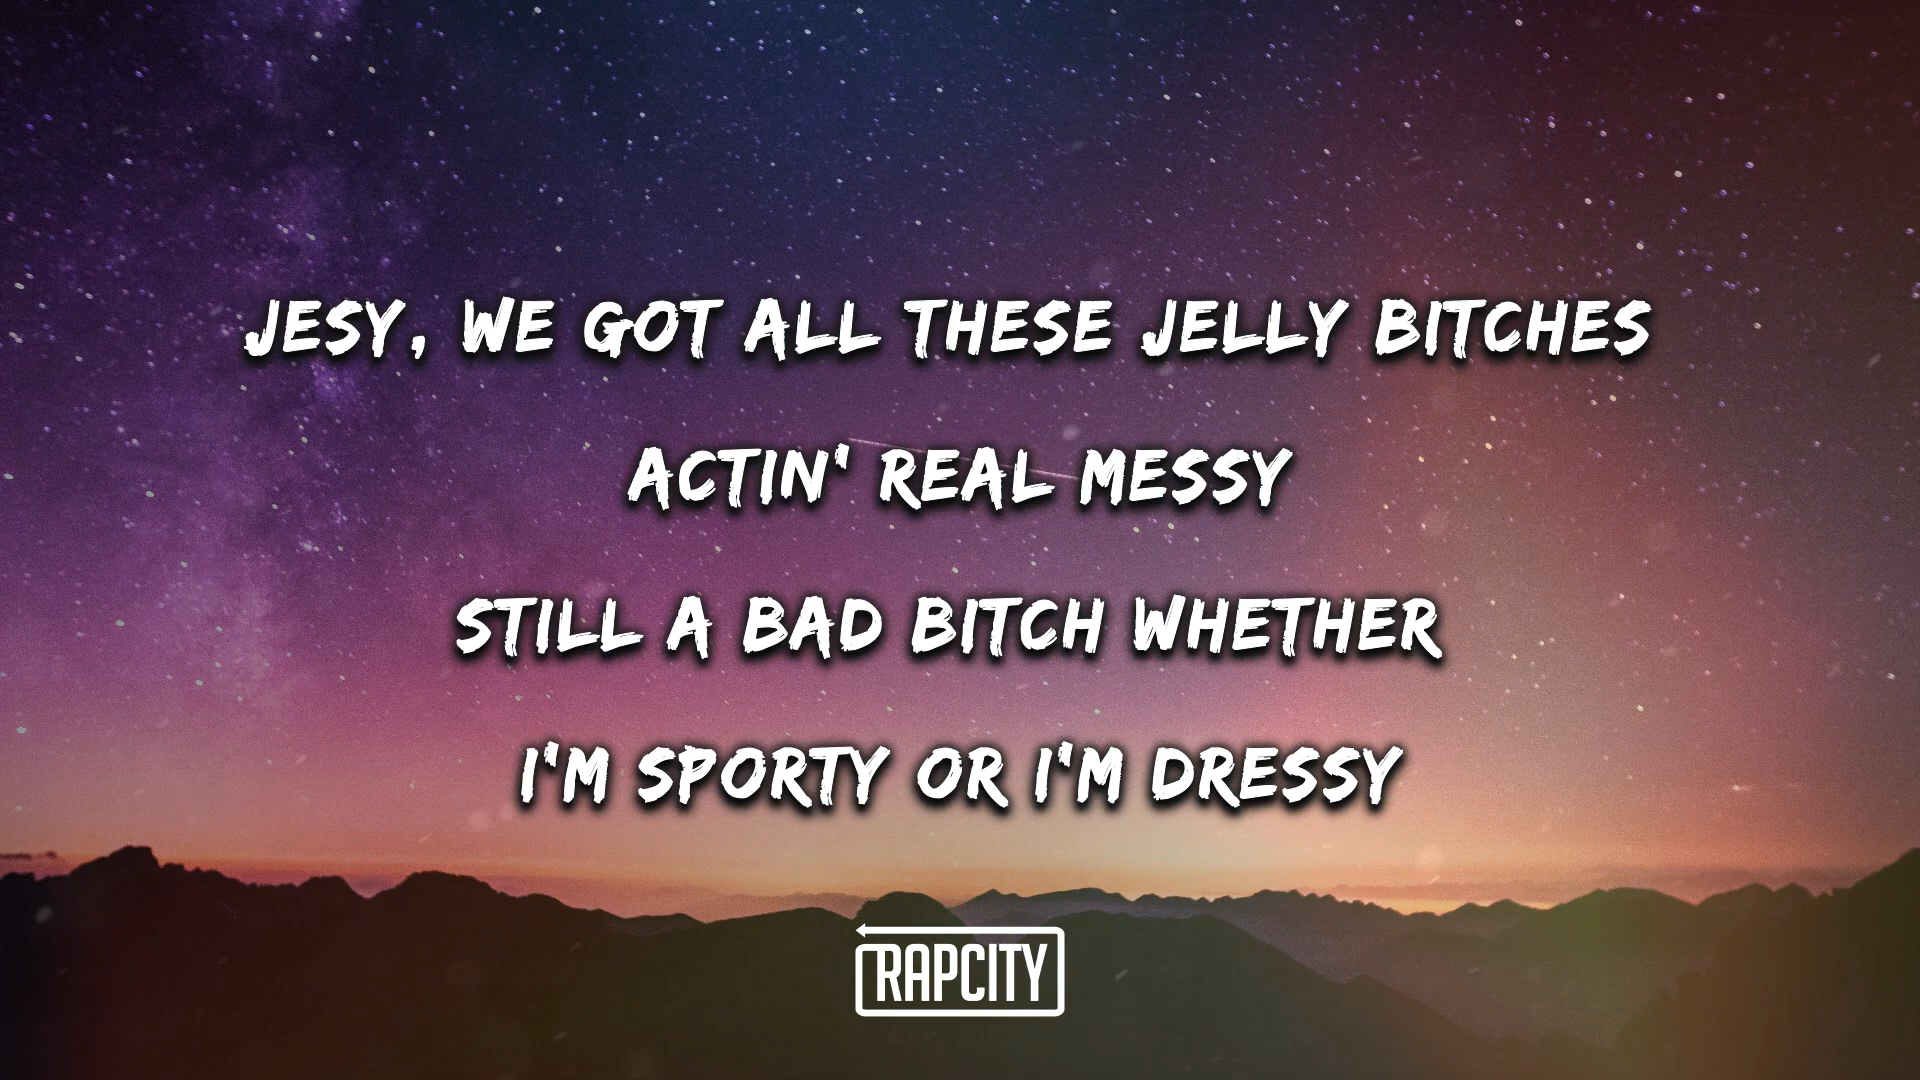 JESY, WE GOT ALL THESE JELLY BITCHES
ACTIN' REAL MESSY
STILL A BAD BITCH WHETHER
I'M SPORTY OR I'M DRESSY
RAPCITY